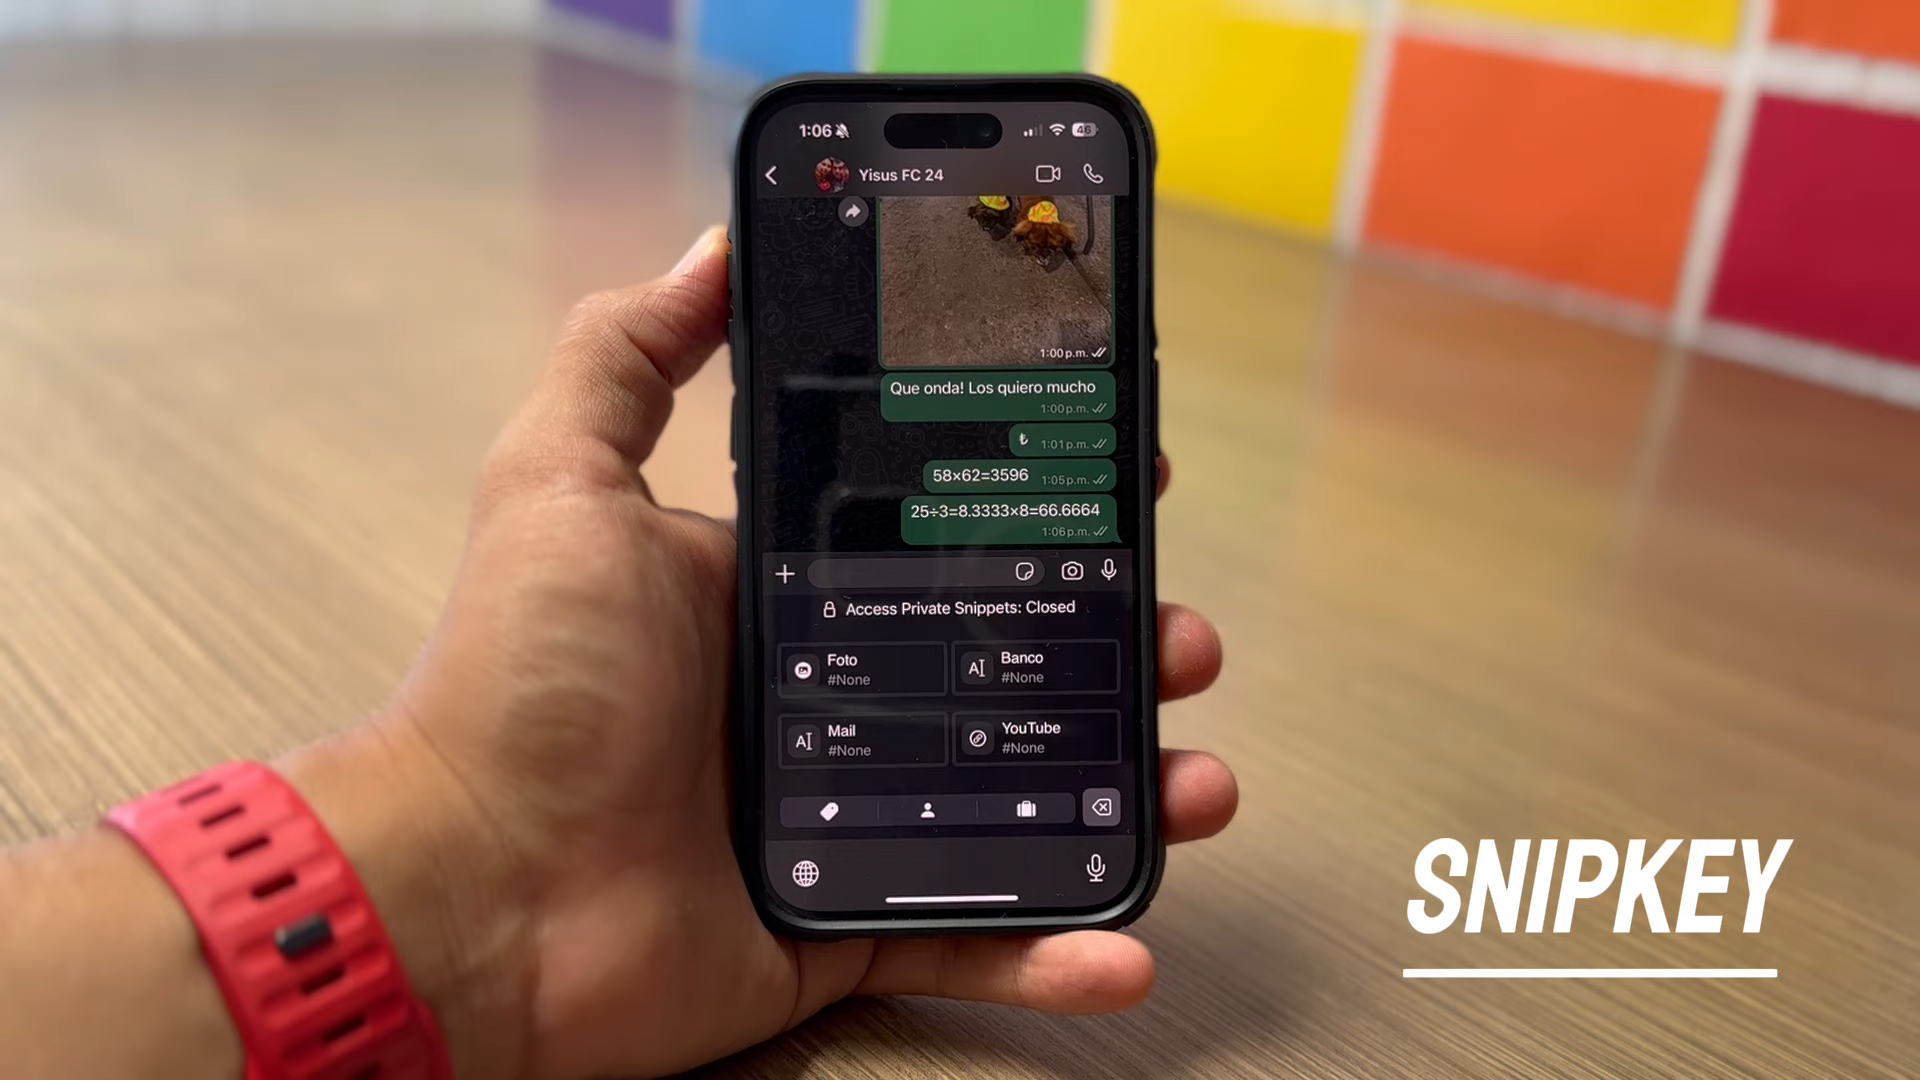 1:06
46
Yisus FC 24
1:00 p.m.
Que onda! Los quiero mucho
1:00 p.m.
₺ 1:01 p.m.
58×62=3596 1:05 p.m.
25÷3=8.3333×8=66.6664
1:06 p.m.
Access Private Snippets: Closed
Foto
#None
Banco
#None
Mail
#None
YouTube
#None
SNIPKEY